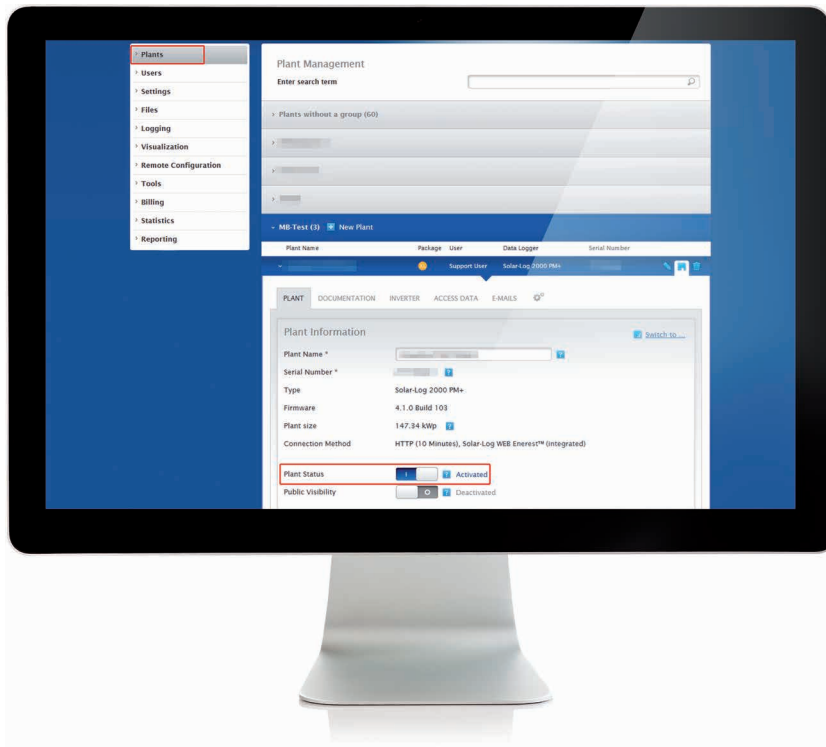 Plants
Users
Settings
Files
Logging
Visualization
Remote Configuration
Tools
Billing
Statistics
Reporting
Plant Management
Enter search term
Plants without a group (60)
MB-Test (3) New Plant
Plant Name Package User Data Logger Serial Number
Support User Solar-Log 2000 PM+
PLANT DOCUMENTATION INVERTER ACCESS DATA E-MAILS
Plant Information
Switch to ...
Plant Name *
Serial Number *
Type Solar-Log 2000 PM+
Firmware 4.1.0 Build 103
Plant size 147.34 kWp
Connection Method HTTP (10 Minutes), Solar-Log WEB Enerest™ (integrated)
Plant Status I Activated
Public Visibility O Deactivated